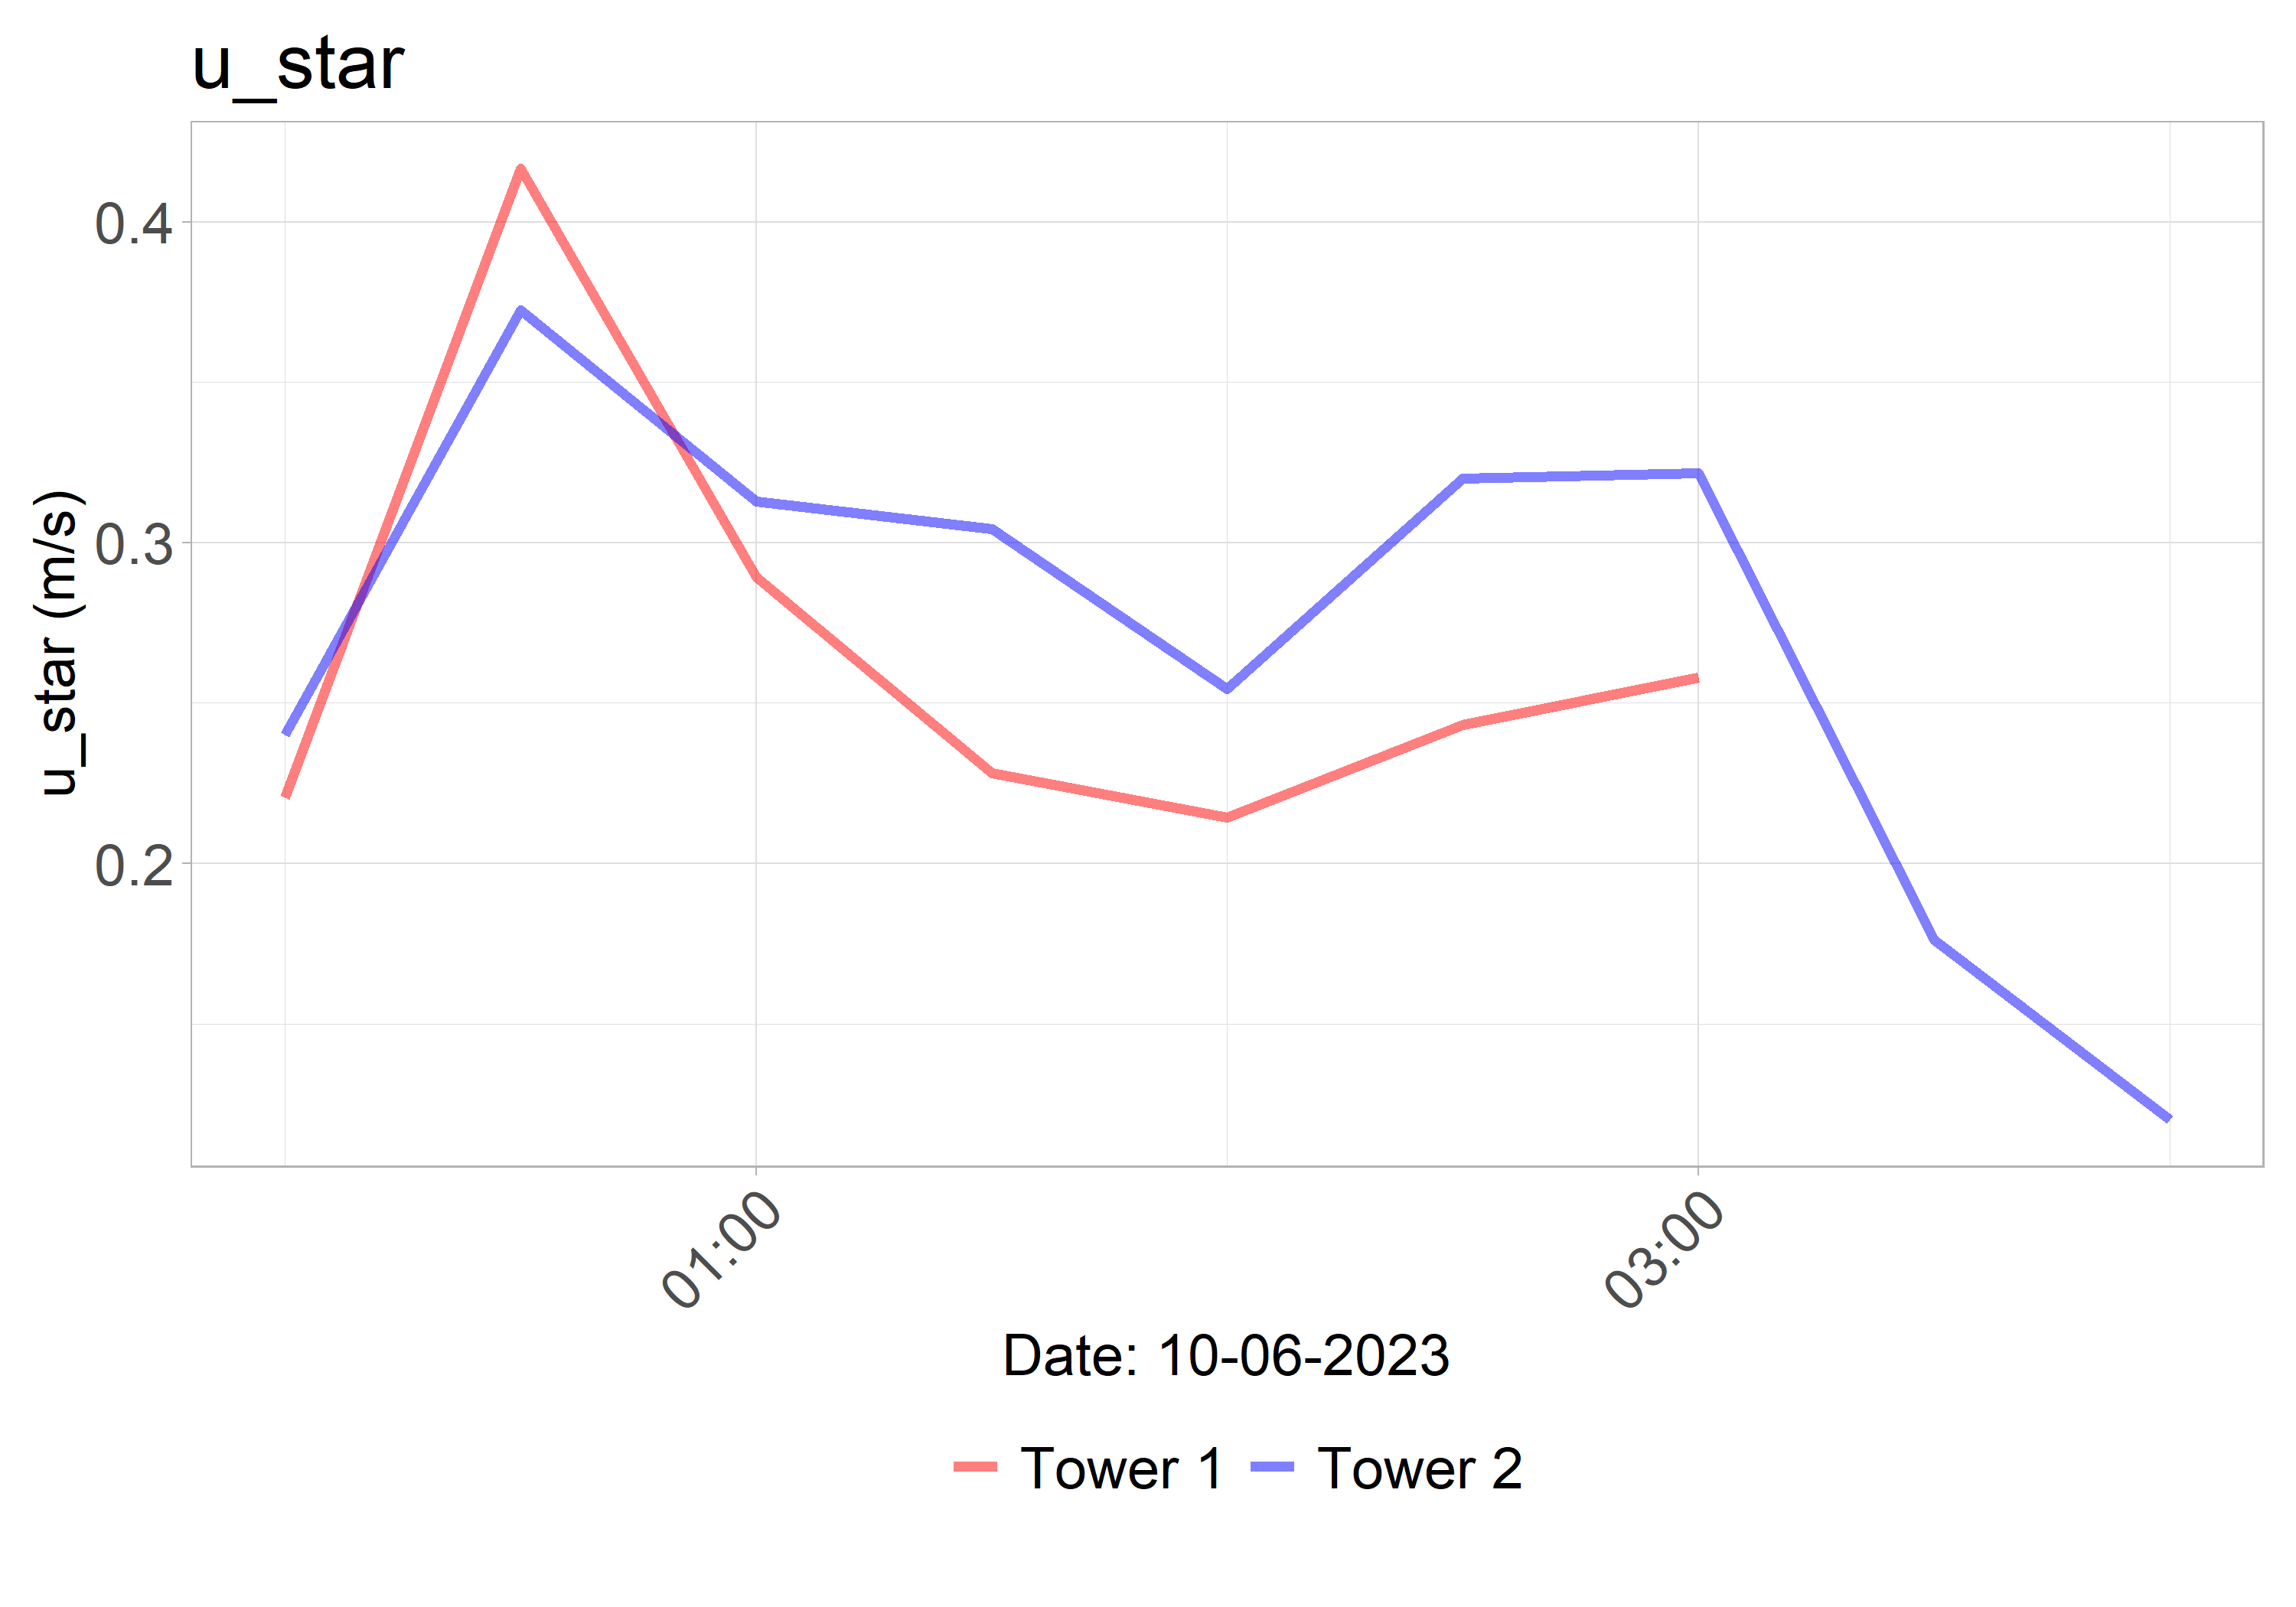 u_star
u_star (m/s)
0.4
0.3
0.2
01:00
03:00
Date: 10-06-2023
Tower 1
Tower 2